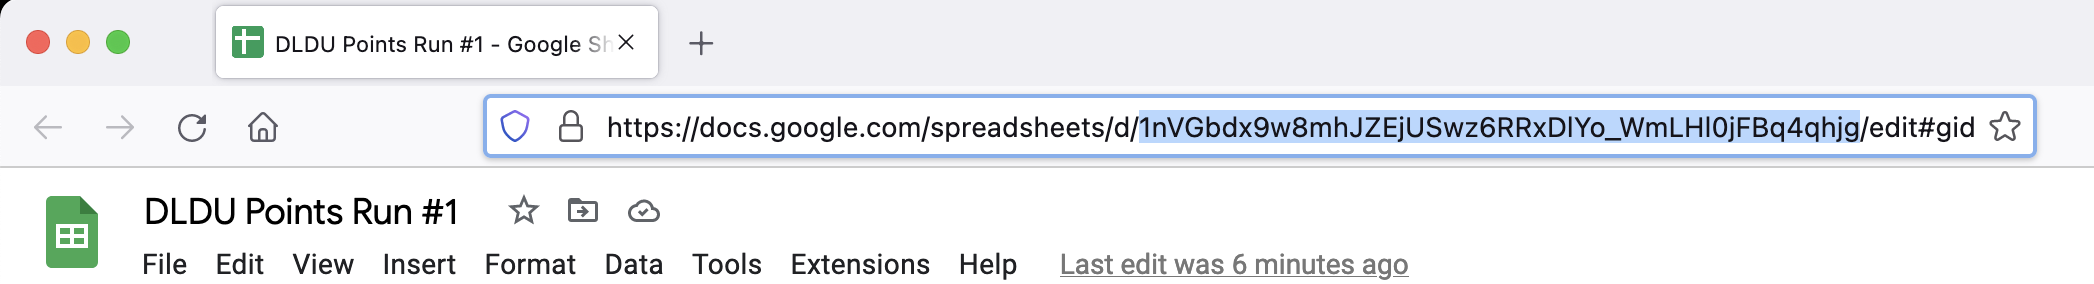 DLDU Points Run #1 - Google Sh
https://docs.google.com/spreadsheets/d/1nVGbdx9w8mhJZEjUSwz6RRxDlYo_WmLHI0jFBq4qhjg/edit#gid
DLDU Points Run #1
File Edit View Insert Format Data Tools Extensions Help Last edit was 6 minutes ago